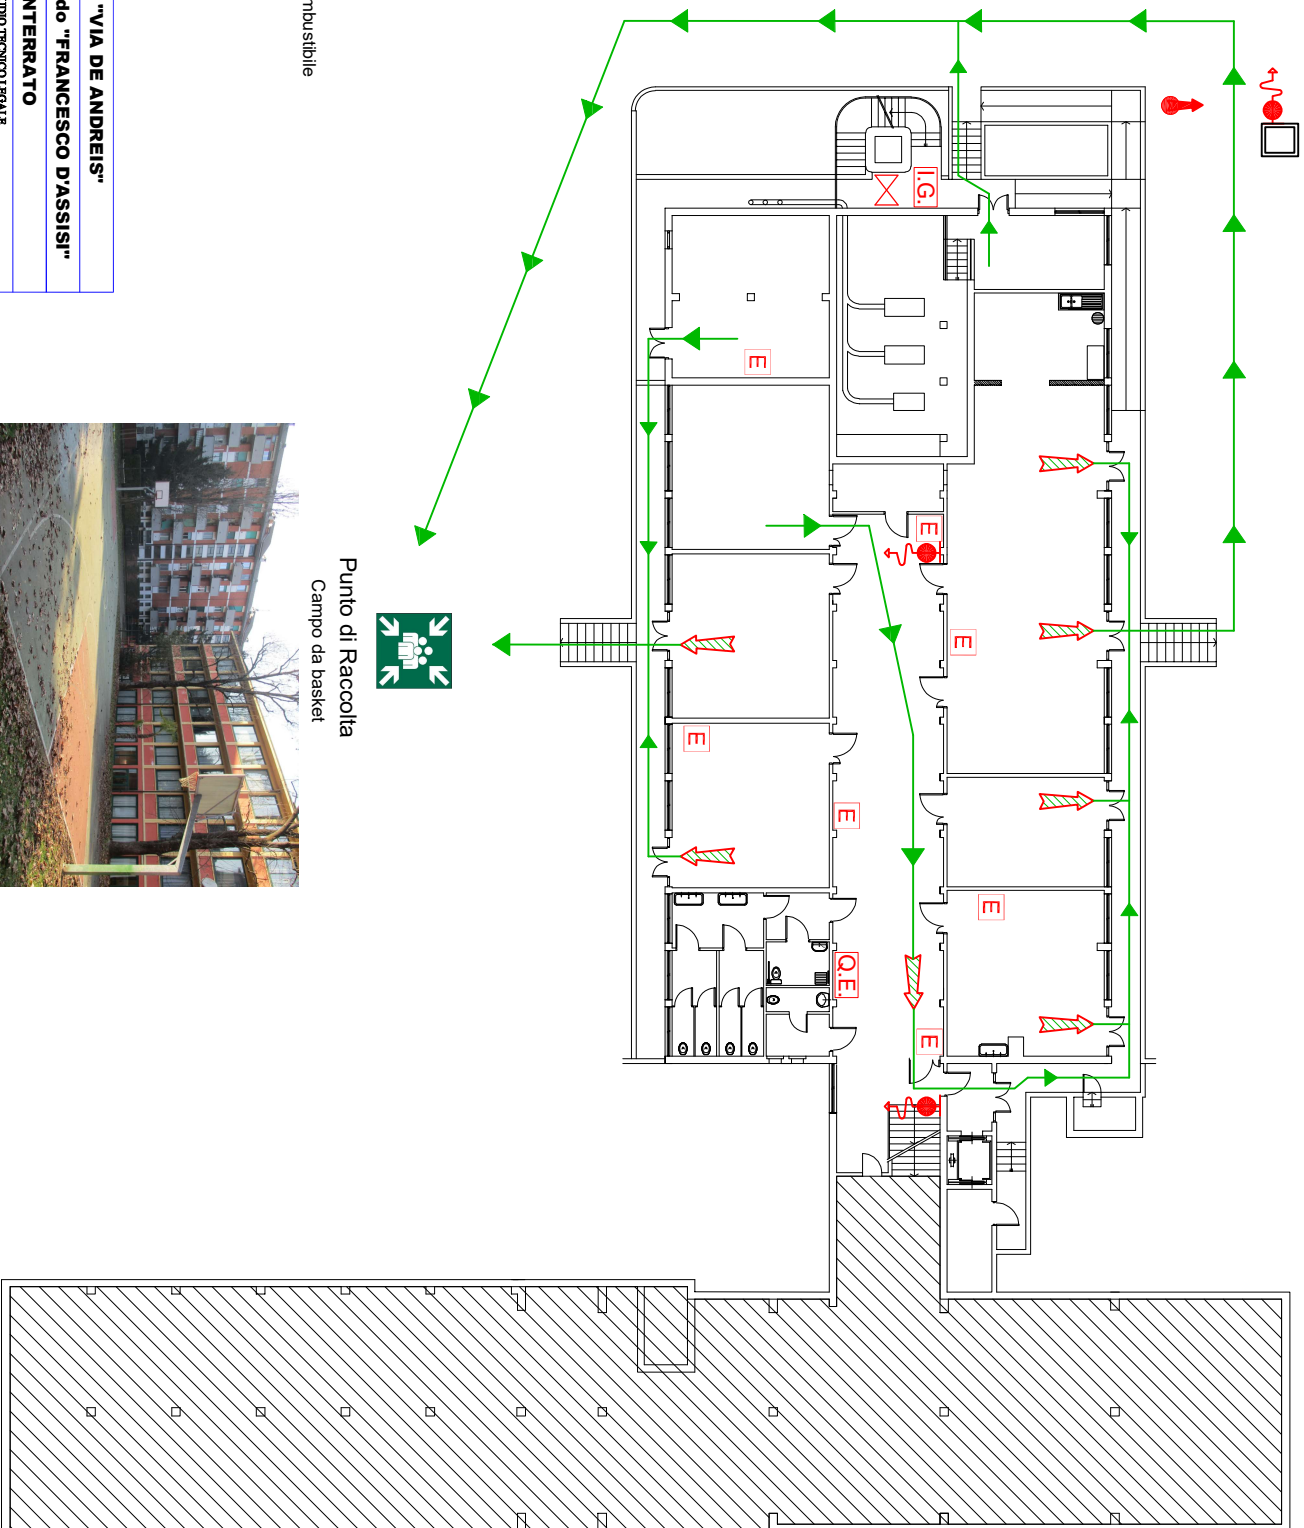 mbustibile
"VIA DE ANDREIS"
do "FRANCESCO D'ASSISI"
NTERRATO
Punto di Raccolta
Campo da basket
I.G.
E
E
E
E
E
E
Q.E.
E
E